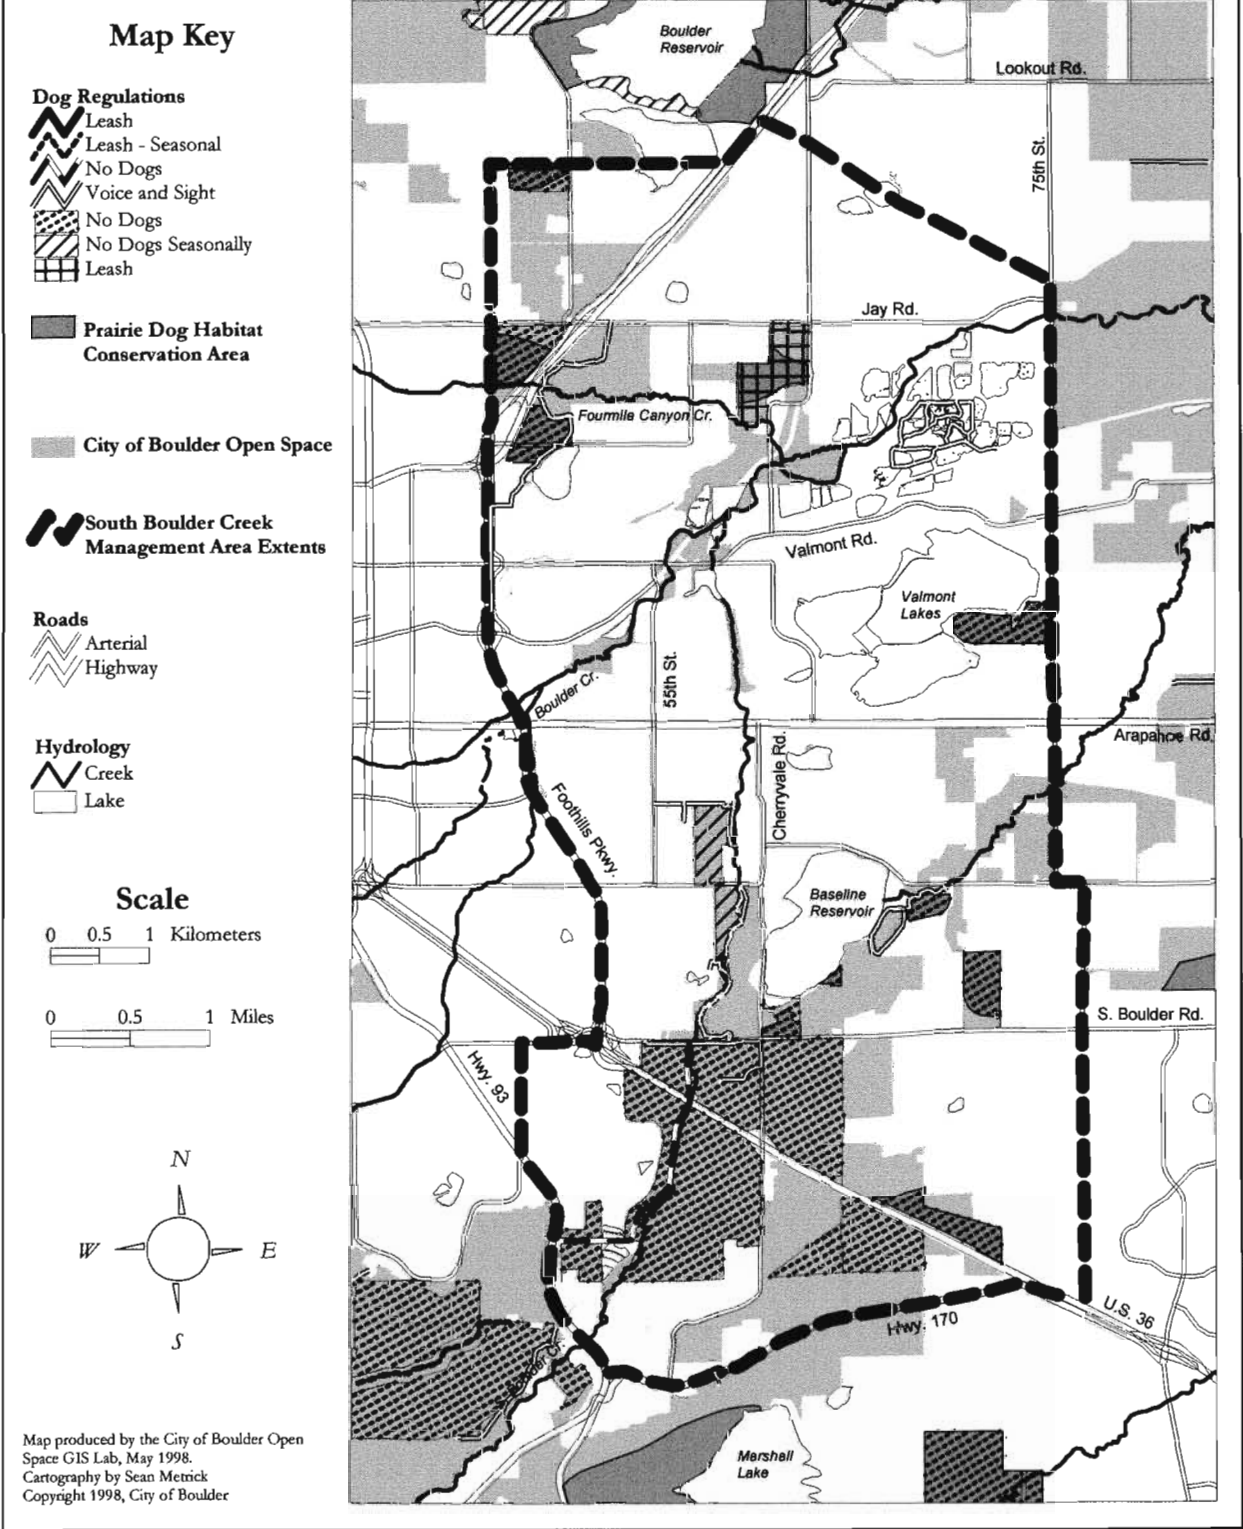 Map Key
Dog Regulations
Leash
Leash - Seasonal
No Dogs
Voice and Sight
No Dogs
No Dogs Seasonally
Leash
Prairie Dog Habitat
Conservation Area
City of Boulder Open Space
South Boulder Creek
Management Area Extents
Roads
Arterial
Highway
Hydrology
Creek
Lake
Scale
0 0.5 1 Kilometers
0 0.5 1 Miles
N
W E
S
Map produced by the City of Boulder Open
Space GIS Lab, May 1998.
Cartography by Sean Metrick
Copyright 1998, City of Boulder
Boulder
Reservoir
Lookout Rd.
75th St.
Jay Rd.
Fourmile Canyon Cr.
Valmont Rd.
Valmont
Lakes
55th St.
Boulder Cr.
Arapahoe Rd.
Cherryvale Rd.
Foothills Pkwy.
Baseline
Reservoir
S. Boulder Rd.
Hwy. 93
U.S. 36
Hwy. 170
S. Boulder Cr.
Marshall
Lake